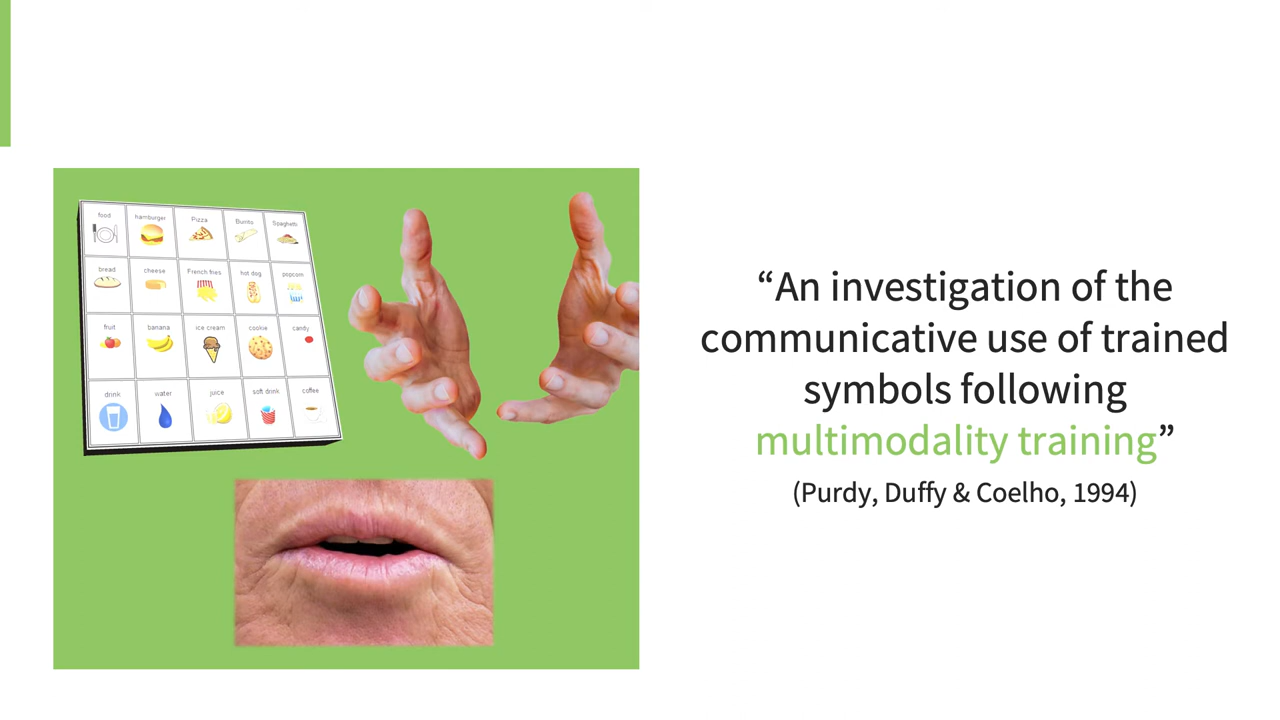 food hamburger Pizza Burrito Spaghetti
bread cheese French fries hot dog popcorn
fruit banana ice cream cookie candy
drink water juice soft drink coffee
“An investigation of the
communicative use of trained
symbols following
multimodality training”
(Purdy, Duffy & Coelho, 1994)